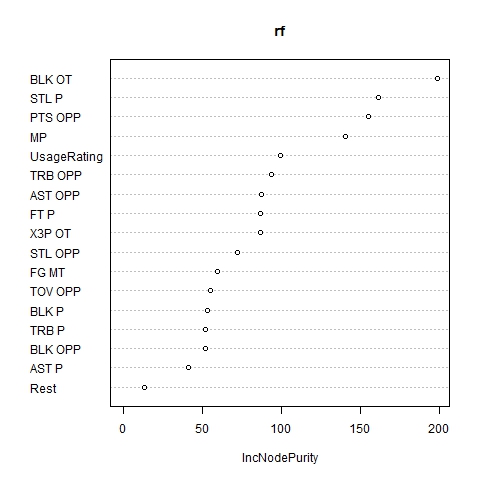 rf
BLK OT
STL P
PTS OPP
MP
UsageRating
TRB OPP
AST OPP
FT P
X3P OT
STL OPP
FG MT
TOV OPP
BLK P
TRB P
BLK OPP
AST P
Rest
0 50 100 150 200
IncNodePurity